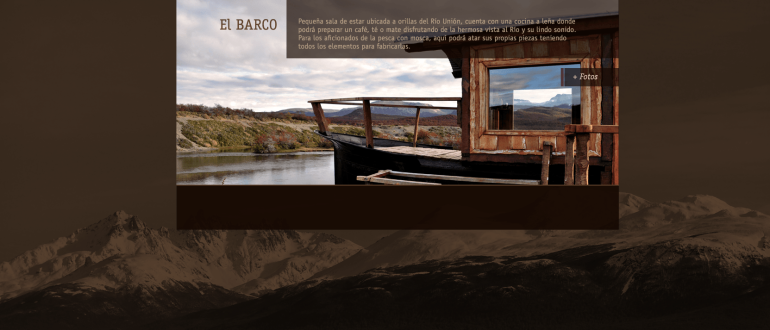 El BARCO
Pequeña sala de estar ubicada a orillas del Río Limón, cuenta con una cocina a leña donde
podrá preparar un café, té o mate disfrutando de la hermosa vista al Río y su lindo sonido.
Para los aficionados de la pesca con mosca, aquí podrá atar sus propias piezas teniendo
todos los elementos para fabricarlas.
+ Fotos